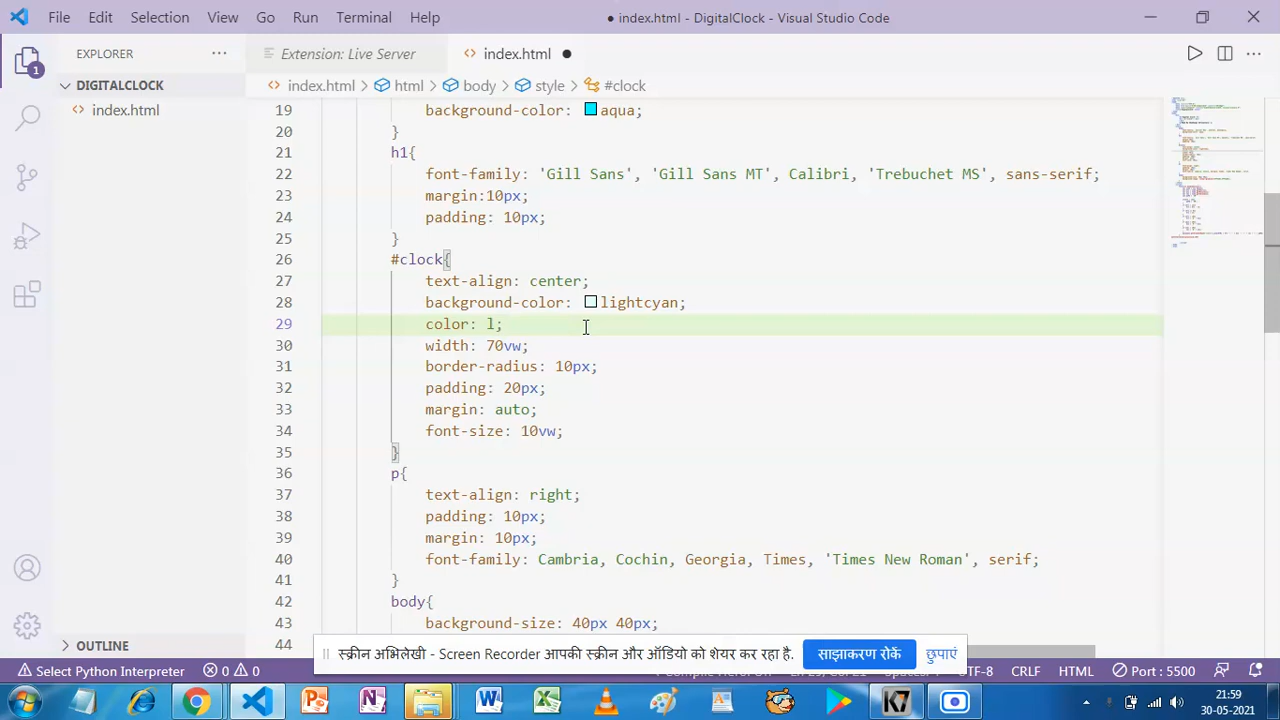 File Edit Selection View Go Run Terminal Help ● index.html - DigitalClock - Visual Studio Code
EXPLORER ··· Extension: Live Server index.html ●
DIGITALCLOCK index.html > html > body > style > #clock
index.html
1
19 background-color: aqua;
20 }
21 h1{
22 font-family: 'Gill Sans', 'Gill Sans MT', Calibri, 'Trebuchet MS', sans-serif;
23 margin:10px;
24 padding: 10px;
25 }
26 #clock{
27 text-align: center;
28 background-color: lightcyan;
29 color: l;
30 width: 70vw;
31 border-radius: 10px;
32 padding: 20px;
33 margin: auto;
34 font-size: 10vw;
35 }
36 p{
37 text-align: right;
38 padding: 10px;
39 margin: 10px;
40 font-family: Cambria, Cochin, Georgia, Times, 'Times New Roman', serif;
41 }
42 body{
43 background-size: 40px 40px;
44
OUTLINE
स्क्रीन अभिलेखी - Screen Recorder आपकी स्क्रीन और ऑडियो को शेयर कर रहा है. साझाकरण रोकें छुपाएं
Select Python Interpreter 0 0 UTF-8 CRLF HTML Port : 5500
21:59
30-05-2021